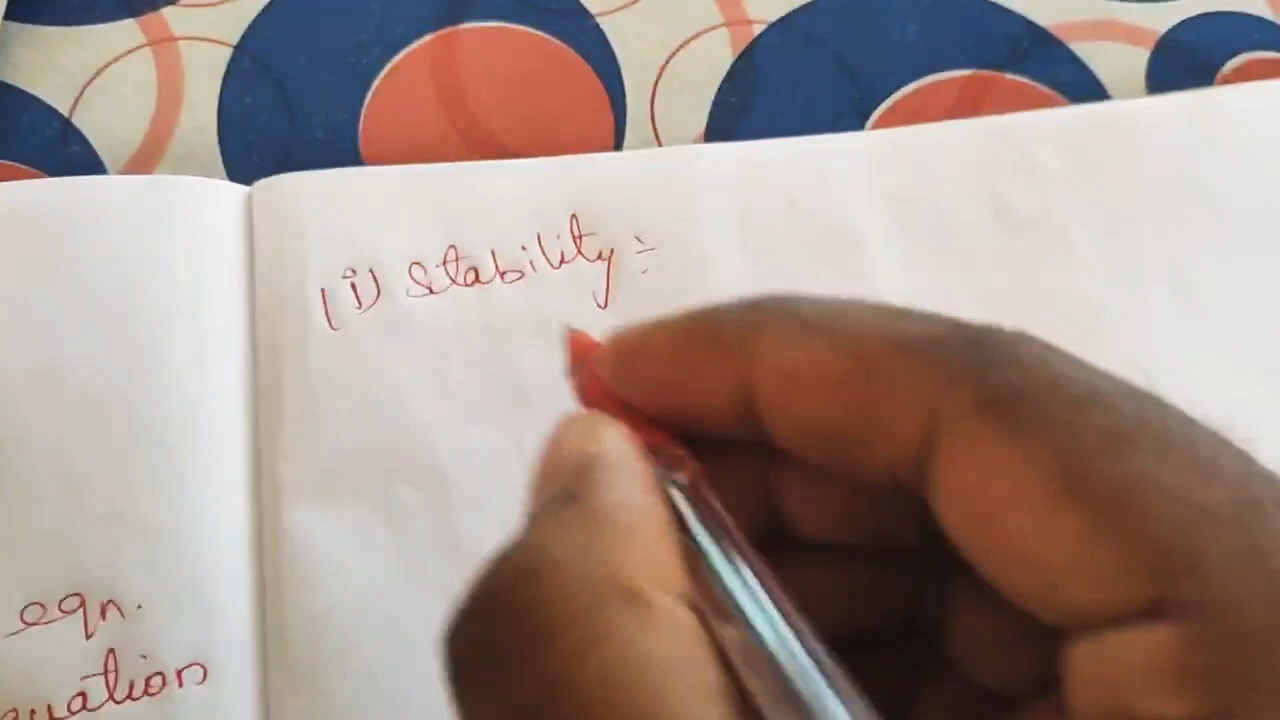 (i) Stability :-
eqn.
uation